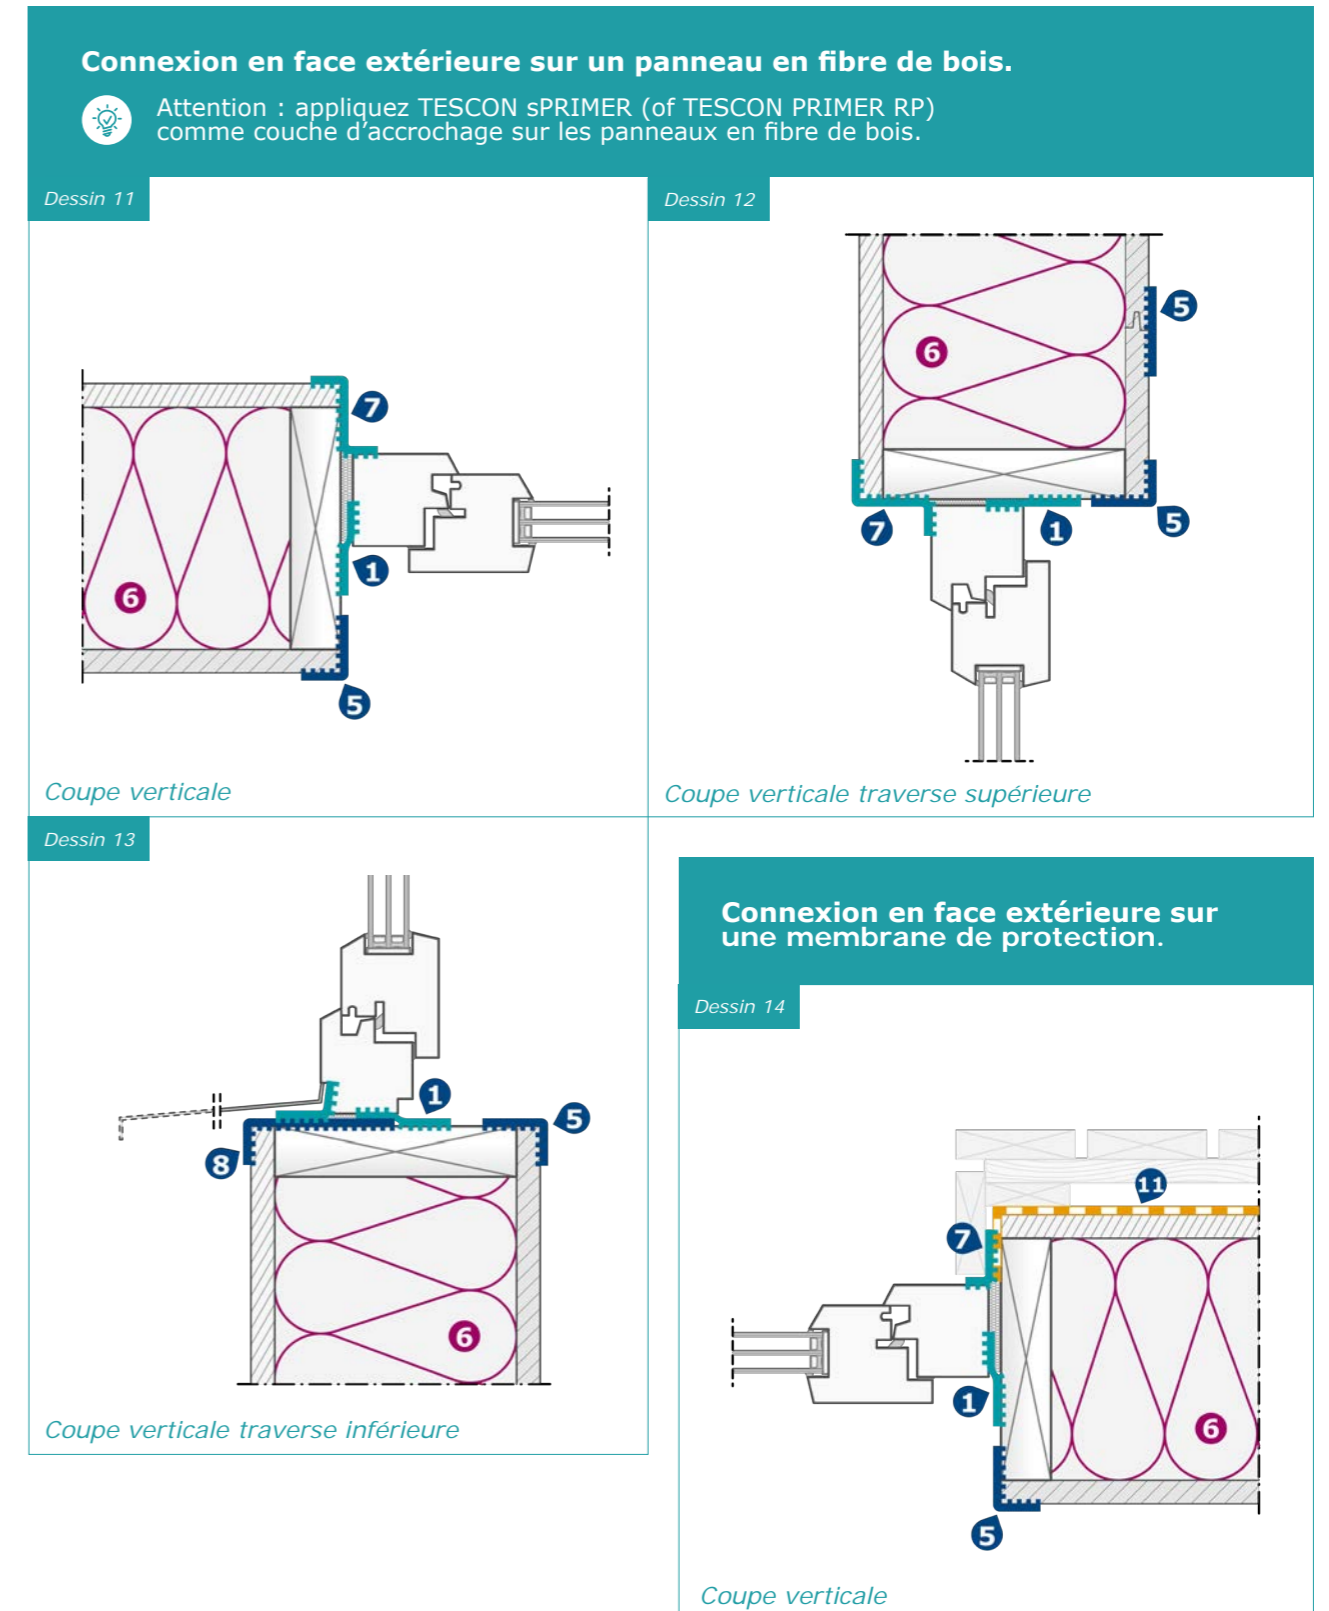 Connexion en face extérieure sur un panneau en fibre de bois.
Attention : appliquez TESCON sPRIMER (of TESCON PRIMER RP)
comme couche d'accrochage sur les panneaux en fibre de bois.
Dessin 11
7
6
1
5
Coupe verticale
Dessin 12
5
6
7
1
5
Coupe verticale traverse supérieure
Dessin 13
1
5
8
6
Coupe verticale traverse inférieure
Connexion en face extérieure sur
une membrane de protection.
Dessin 14
11
7
1
6
5
Coupe verticale